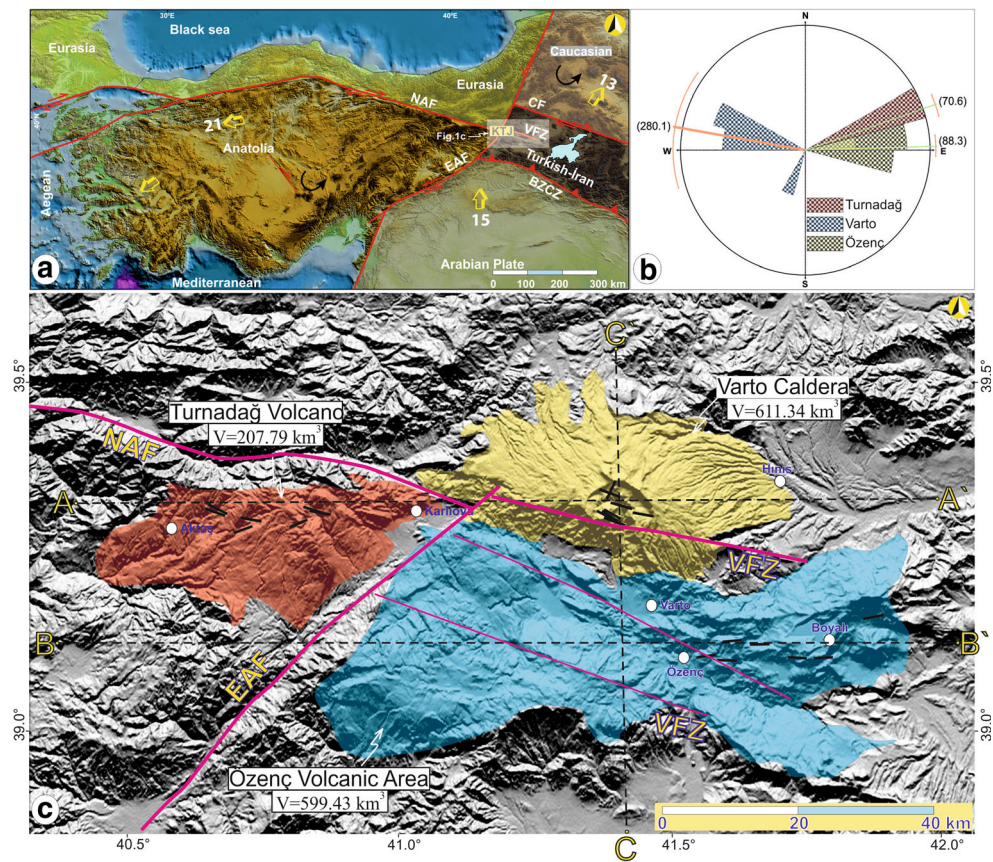 30°E
40°E
Black sea
Eurasia
Eurasia
Caucasian
13
NAF
CF
21
Fig.1c
KTJ
VFZ
Anatolia
EAF
Turkish-Iran
BZCZ
Aegean
15
Arabian Plate
Mediterranean
0 100 200 300 km
a
N
(70.6)
(280.1)
(88.3)
W
E
Turnadağ
Varto
Özenç
S
b
C`
39.5°
39.5°
Varto Caldera
V=611.34 km³
Turnadağ Volcano
V=207.79 km³
NAF
Hınıs
A
A`
Karlıova
VFZ
Varto
Boyalı
B
B`
Özenç
EAF
VFZ
39.0°
39.0°
Özenç Volcanic Area
V=599.43 km³
c
0 20 40 km
C
40.5°
41.0°
41.5°
42.0°